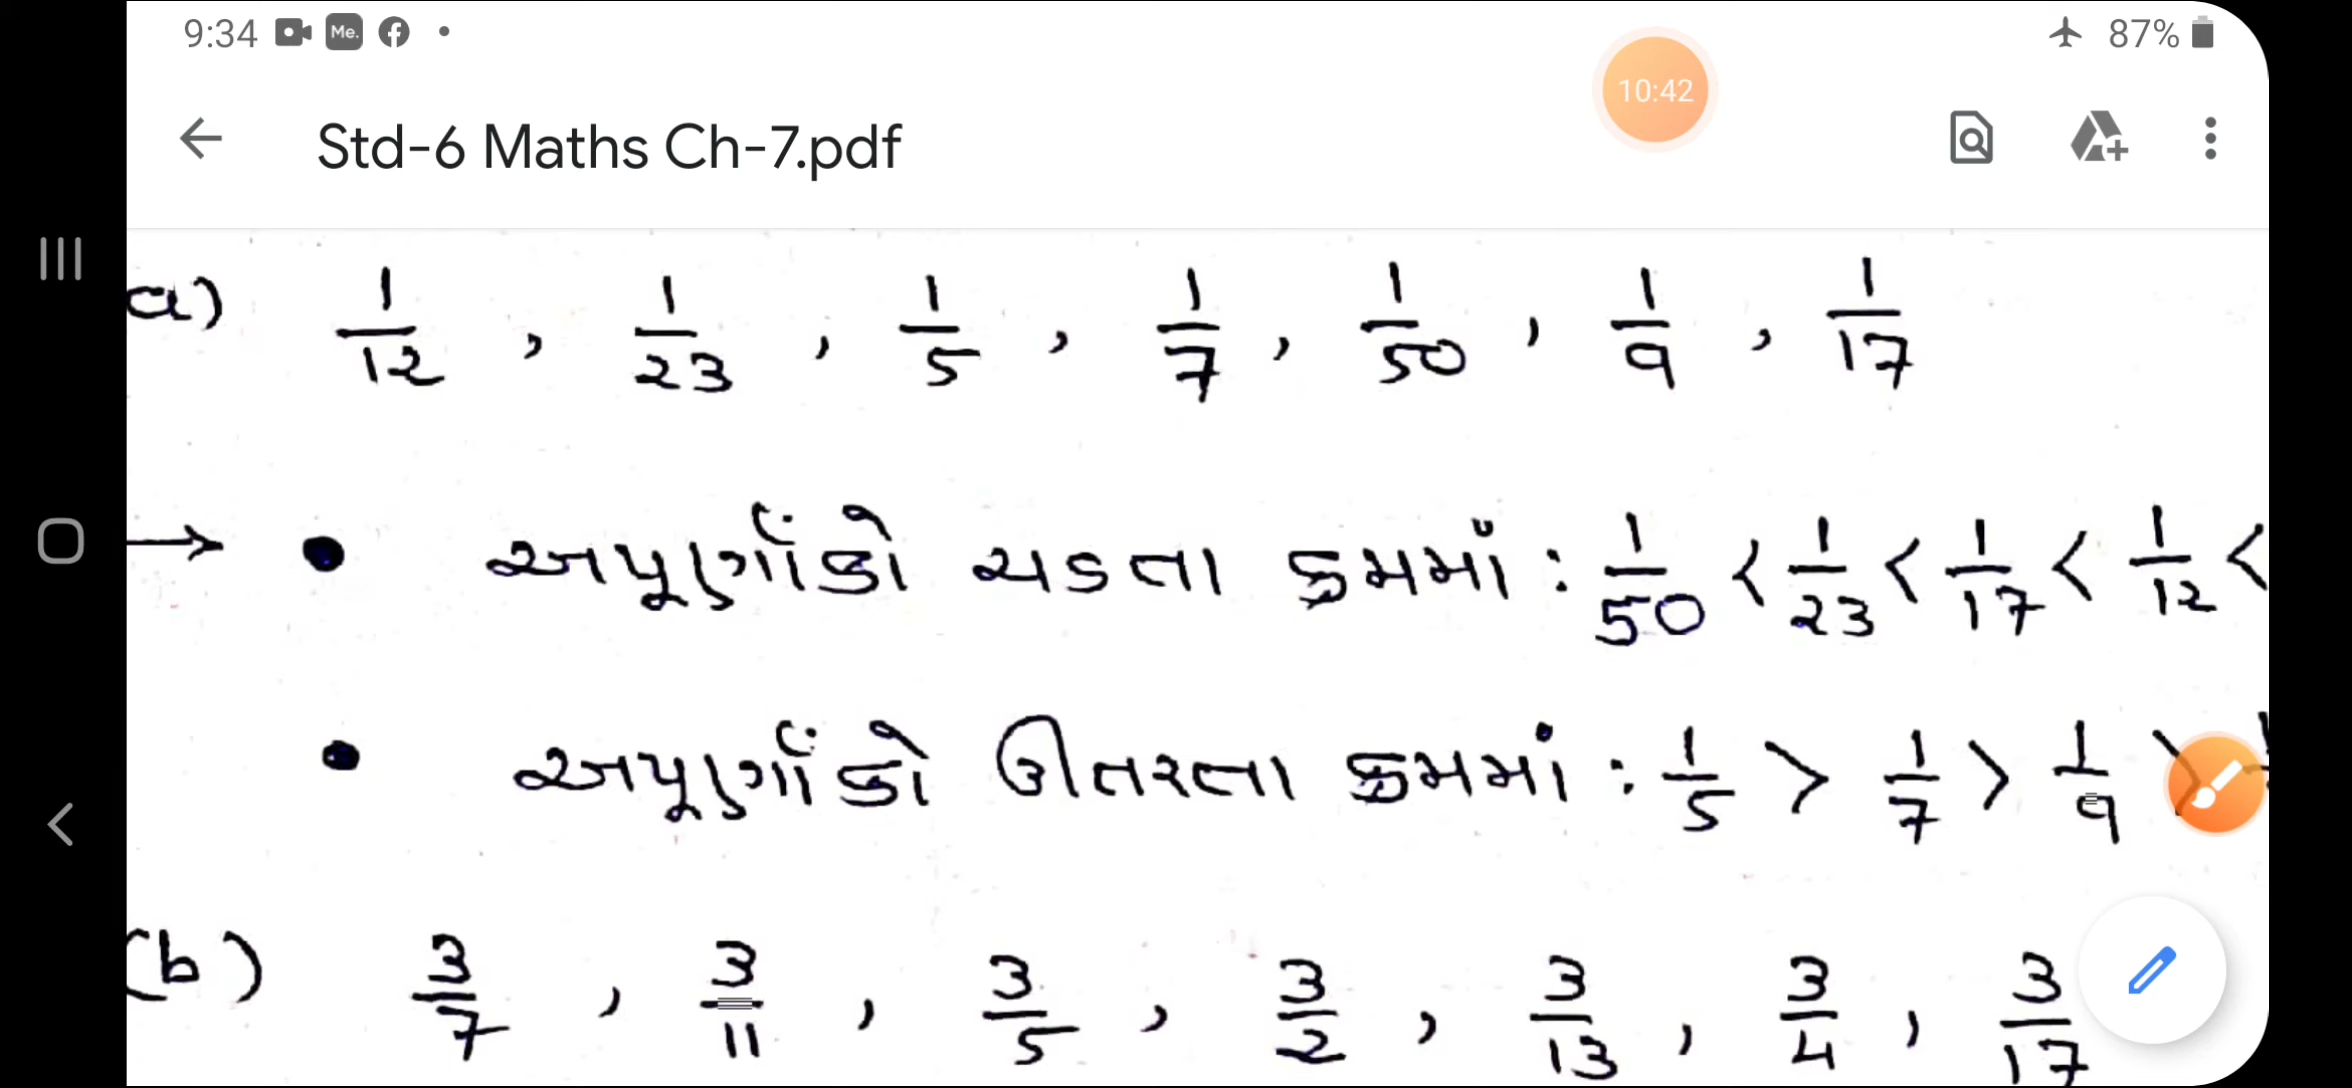 9:34 Me. 87%
10:42
Std-6 Maths Ch-7.pdf
a) 1/12 , 1/23 , 1/5 , 1/7 , 1/50 , 1/9 , 1/17
→ • અપૂર્ણાંકો ચડતા ક્રમમાં : 1/50 < 1/23 < 1/17 < 1/12 <
• અપૂર્ણાંકો ઊતરતા ક્રમમાં : 1/5 > 1/7 > 1/9 >
(b) 3/7 , 3/11 , 3/5 , 3/2 , 3/13 , 3/4 , 3/17